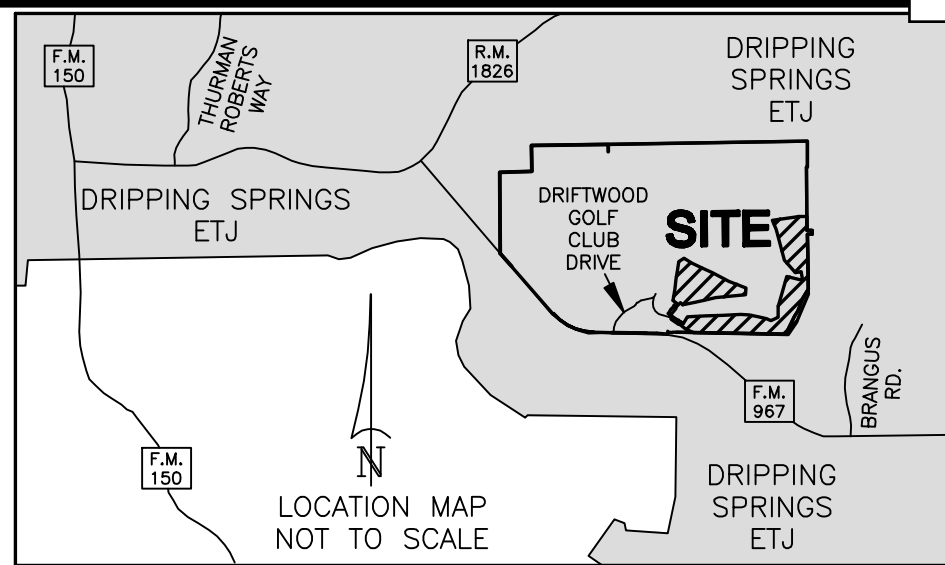 F.M.
150
THURMAN
ROBERTS
WAY
R.M.
1826
DRIPPING
SPRINGS
ETJ
DRIPPING SPRINGS
ETJ
DRIFTWOOD
GOLF
CLUB
DRIVE
SITE
BRANGUS
RD.
F.M.
967
F.M.
150
N
LOCATION MAP
NOT TO SCALE
DRIPPING
SPRINGS
ETJ